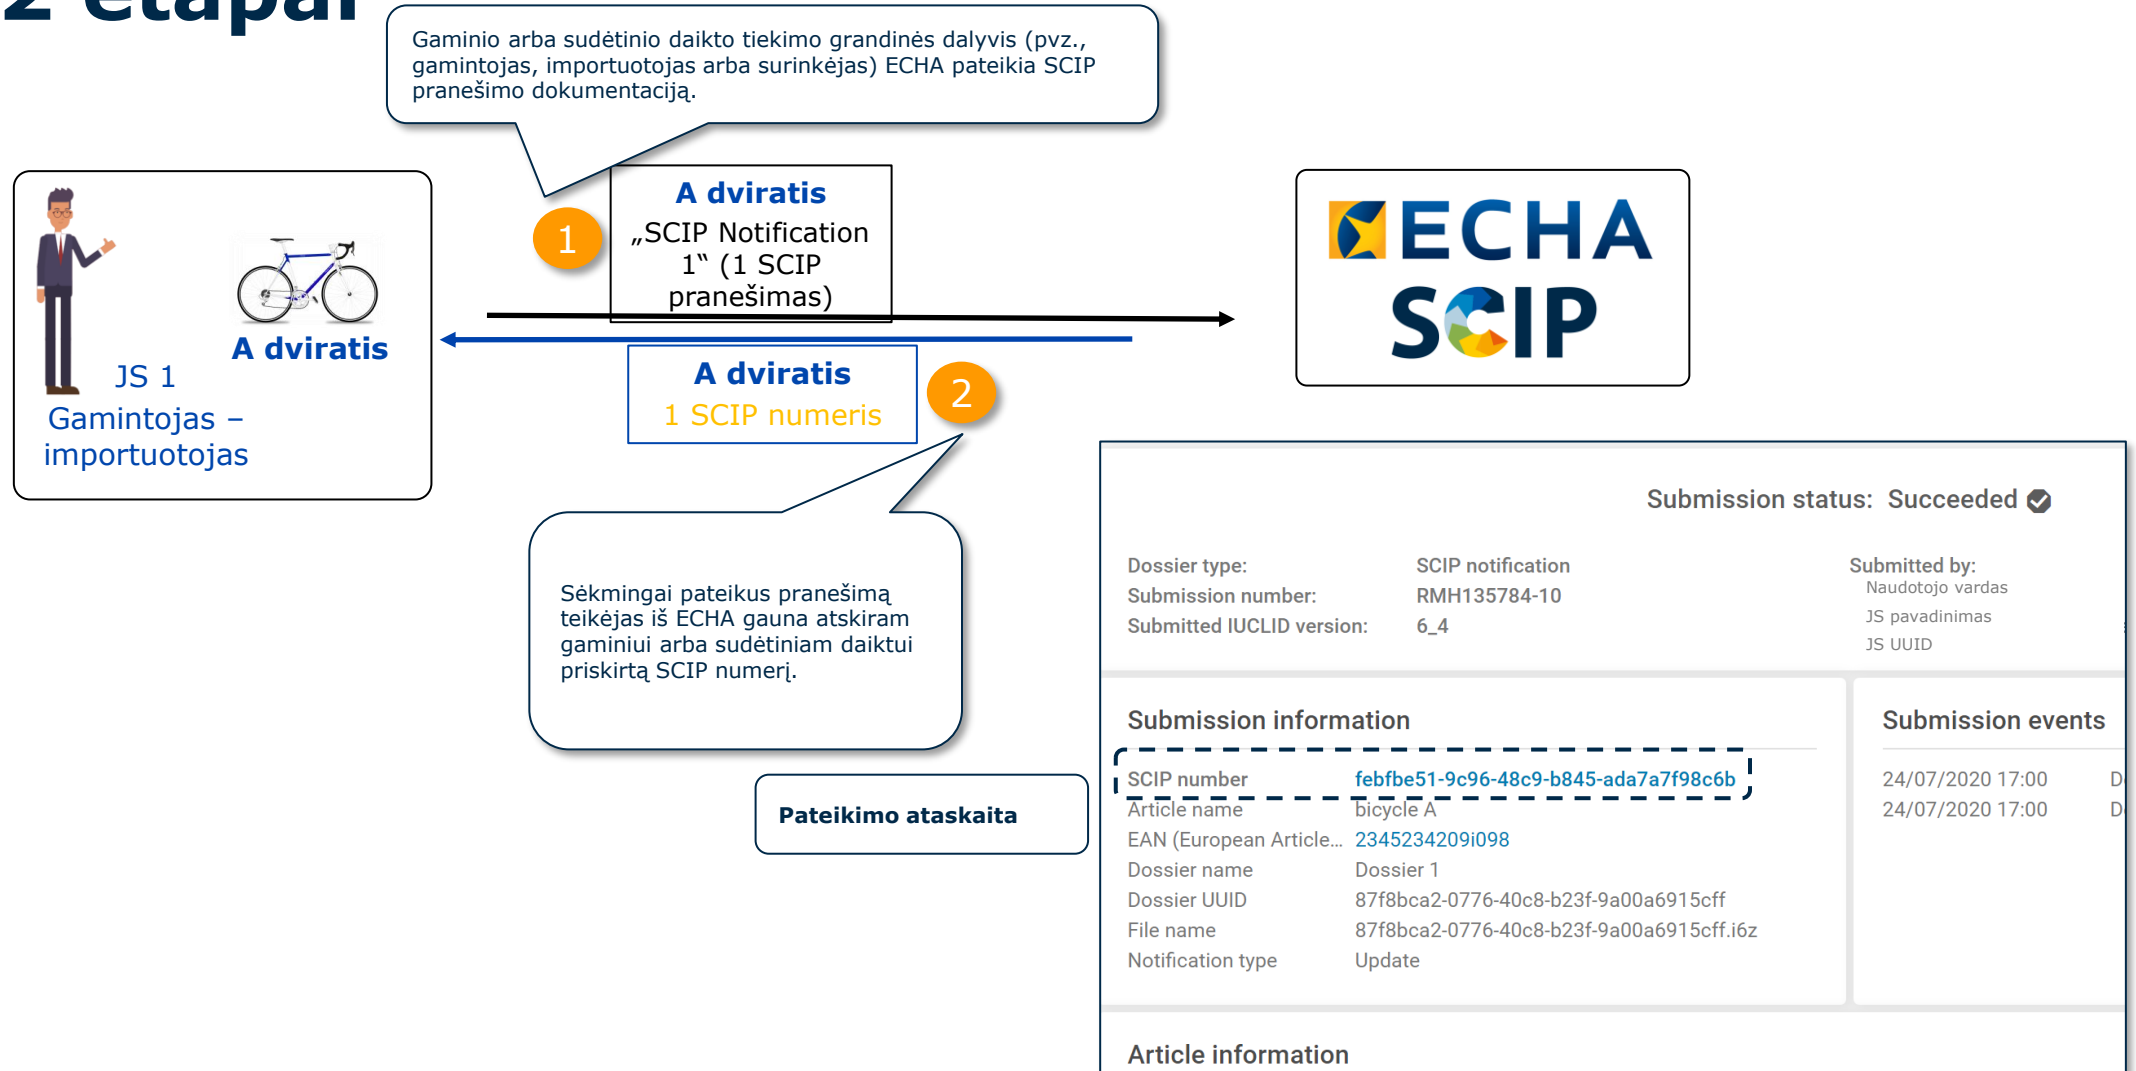 2 etapai
Gaminio arba sudėtinio daikto tiekimo grandinės dalyvis (pvz.,
gamintojas, importuotojas arba surinkėjas) ECHA pateikia SCIP
pranešimo dokumentaciją.
A dviratis
„SCIP Notification
1“ (1 SCIP
pranešimas)
1
A dviratis
JS 1
Gamintojas –
importuotojas
ECHA
SCIP
A dviratis
1 SCIP numeris
2
Sėkmingai pateikus pranešimą
teikėjas iš ECHA gauna atskiram
gaminiui arba sudėtiniam daiktui
priskirtą SCIP numerį.
Pateikimo ataskaita
Submission status: Succeeded
Dossier type: SCIP notification
Submission number: RMH135784-10
Submitted IUCLID version: 6_4
Submitted by:
Naudotojo vardas
JS pavadinimas
JS UUID
Submission information
SCIP number febfbe51-9c96-48c9-b845-ada7a7f98c6b
Article name bicycle A
EAN (European Article... 2345234209i098
Dossier name Dossier 1
Dossier UUID 87f8bca2-0776-40c8-b23f-9a00a6915cff
File name 87f8bca2-0776-40c8-b23f-9a00a6915cff.i6z
Notification type Update
Submission events
24/07/2020 17:00
24/07/2020 17:00
Article information